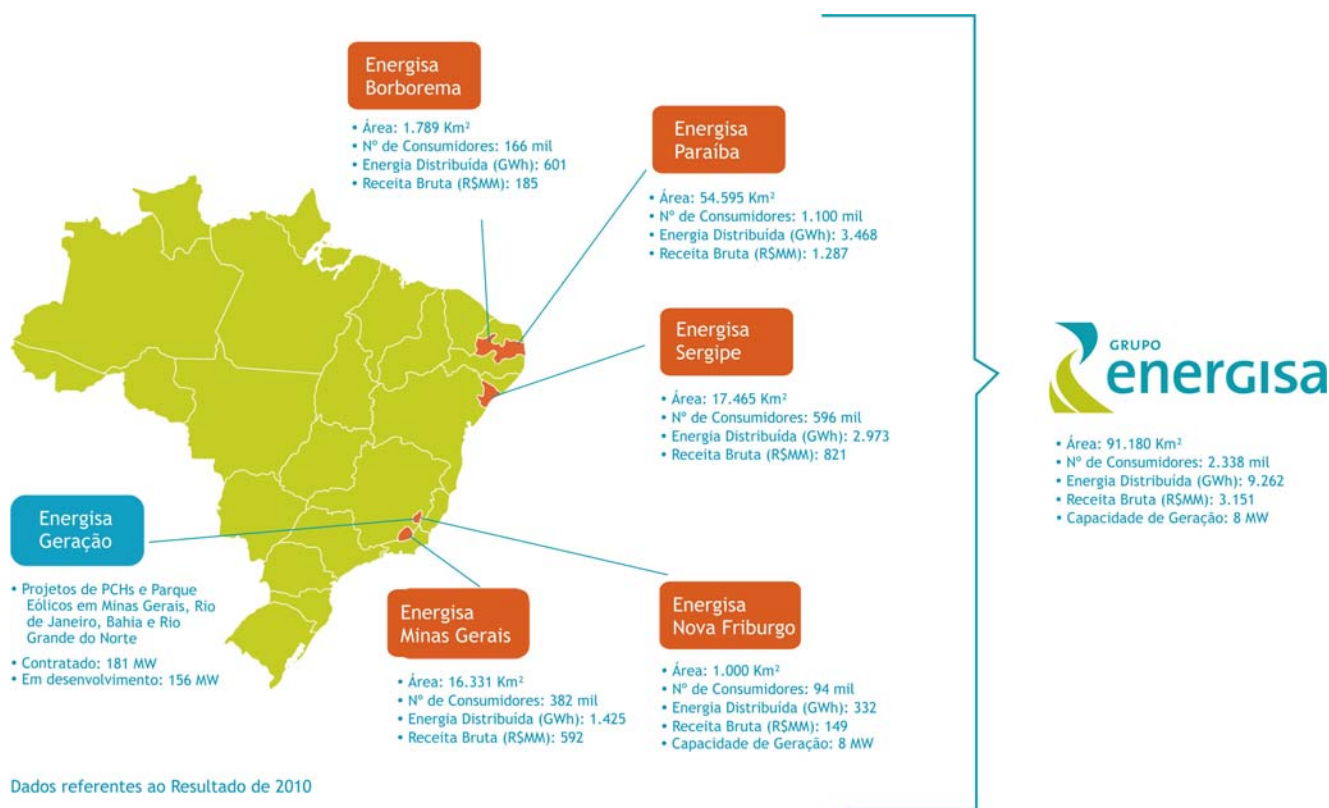 Energisa
Borborema
• Área: 1.789 Km²
• Nº de Consumidores: 166 mil
• Energia Distribuída (GWh): 601
• Receita Bruta (R$MM): 185
Energisa
Paraíba
• Área: 54.595 Km²
• Nº de Consumidores: 1.100 mil
• Energia Distribuída (GWh): 3.468
• Receita Bruta (R$MM): 1.287
Energisa
Sergipe
• Área: 17.465 Km²
• Nº de Consumidores: 596 mil
• Energia Distribuída (GWh): 2.973
• Receita Bruta (R$MM): 821
GRUPO
energisa
• Área: 91.180 Km²
• Nº de Consumidores: 2.338 mil
• Energia Distribuída (GWh): 9.262
• Receita Bruta (R$MM): 3.151
• Capacidade de Geração: 8 MW
Energisa
Geração
• Projetos de PCHs e Parque
Eólicos em Minas Gerais, Rio
de Janeiro, Bahia e Rio
Grande do Norte
• Contratado: 181 MW
• Em desenvolvimento: 156 MW
Energisa
Minas Gerais
• Área: 16.331 Km²
• Nº de Consumidores: 382 mil
• Energia Distribuída (GWh): 1.425
• Receita Bruta (R$MM): 592
Energisa
Nova Friburgo
• Área: 1.000 Km²
• Nº de Consumidores: 94 mil
• Energia Distribuída (GWh): 332
• Receita Bruta (R$MM): 149
• Capacidade de Geração: 8 MW
Dados referentes ao Resultado de 2010